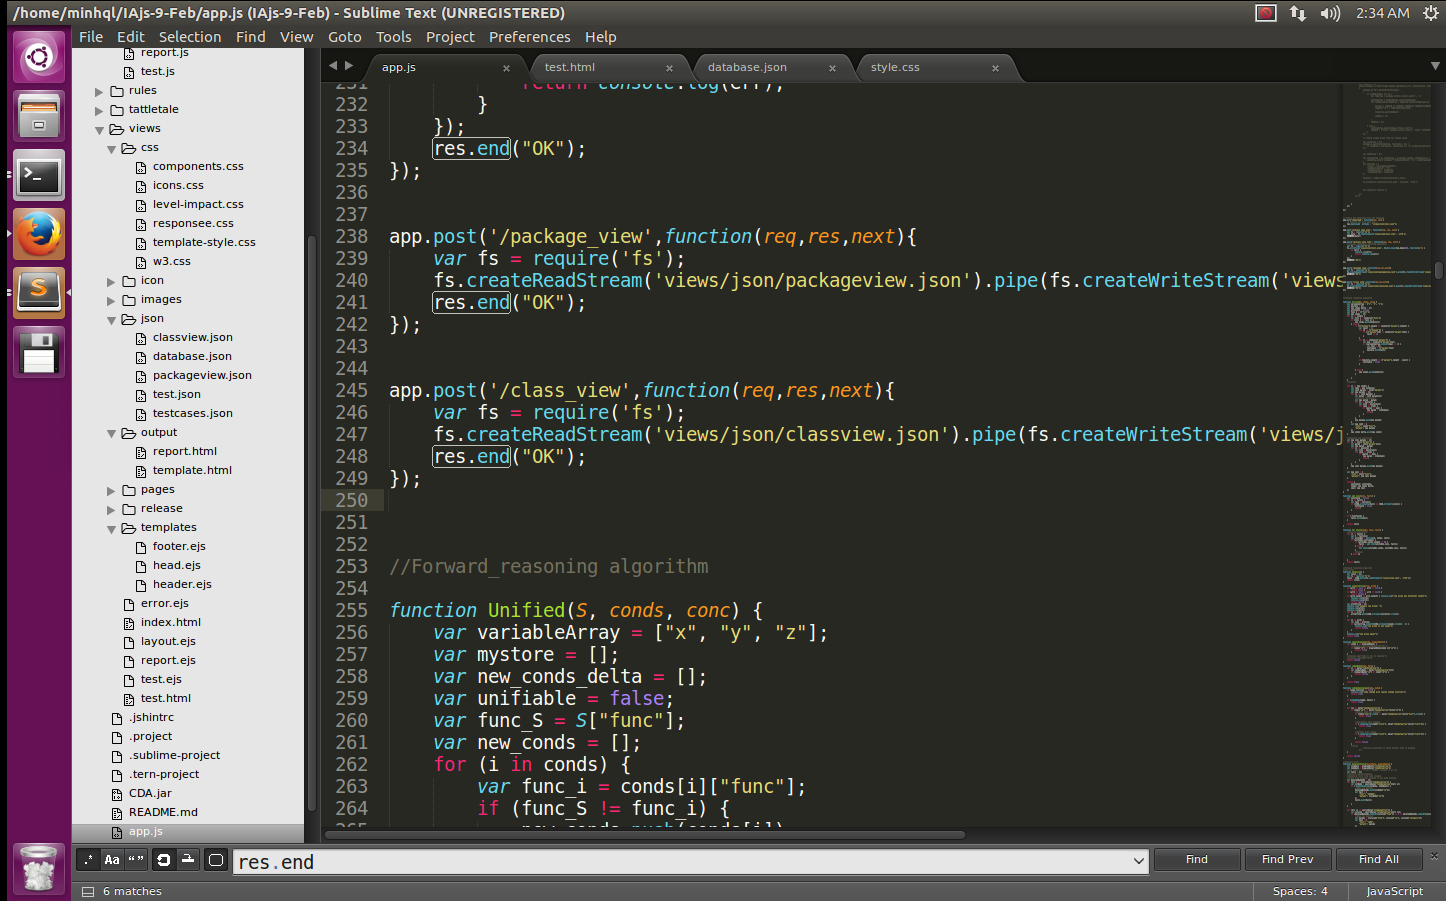 /home/minhql/IAjs-9-Feb/app.js (IAjs-9-Feb) - Sublime Text (UNREGISTERED)
2:34 AM
File Edit Selection Find View Goto Tools Project Preferences Help
report.js
test.js
rules
tattletale
views
css
components.css
icons.css
level-impact.css
responsee.css
template-style.css
w3.css
icon
images
json
classview.json
database.json
packageview.json
test.json
testcases.json
output
report.html
template.html
pages
release
templates
footer.ejs
head.ejs
header.ejs
error.ejs
index.html
layout.ejs
report.ejs
test.ejs
test.html
.jshintrc
.project
.sublime-project
.tern-project
CDA.jar
README.md
app.js
app.js test.html database.json style.css
231 return console.log(err);
232 }
233 });
234 res.end("OK");
235 });
236
237
238 app.post('/package_view',function(req,res,next){
239 var fs = require('fs');
240 fs.createReadStream('views/json/packageview.json').pipe(fs.createWriteStream('views
241 res.end("OK");
242 });
243
244
245 app.post('/class_view',function(req,res,next){
246 var fs = require('fs');
247 fs.createReadStream('views/json/classview.json').pipe(fs.createWriteStream('views/j
248 res.end("OK");
249 });
250
251
252
253 //Forward_reasoning algorithm
254
255 function Unified(S, conds, conc) {
256 var variableArray = ["x", "y", "z"];
257 var mystore = [];
258 var new_conds_delta = [];
259 var unifiable = false;
260 var func_S = S["func"];
261 var new_conds = [];
262 for (i in conds) {
263 var func_i = conds[i]["func"];
264 if (func_S != func_i) {
265 new_conds.push(conds[i])
.* Aa “”
res.end
Find Find Prev Find All
6 matches
Spaces: 4 JavaScript